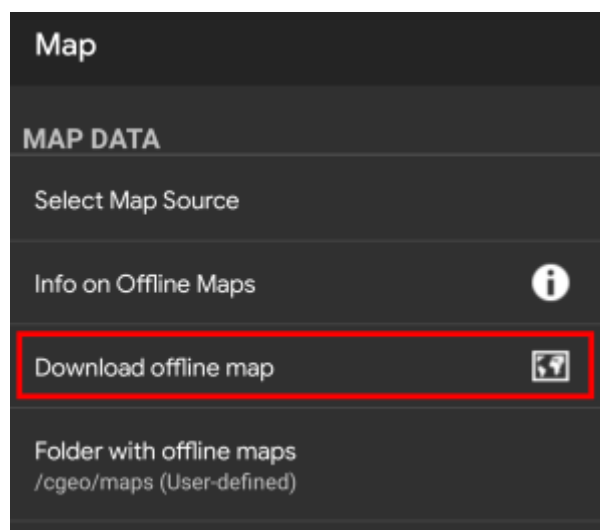 Map
MAP DATA
Select Map Source
Info on Offline Maps
Download offline map
Folder with offline maps
/cgeo/maps (User-defined)